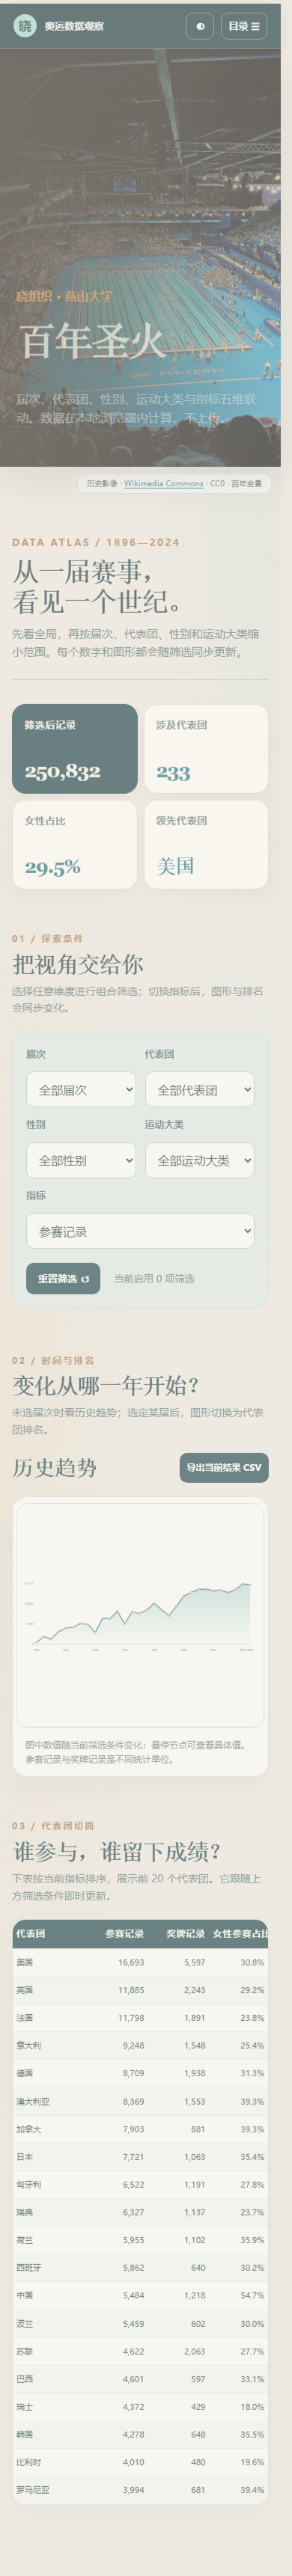 晓 奥运数据观察 目录 ☰
晓组织 · 燕山大学
百年圣火
届次、代表团、性别、运动大类与指标五维联
动。数据在本地浏览器内计算，不上传。
历史影像 · Wikimedia Commons · CC0 · 百年全景
DATA ATLAS / 1896—2024
从一届赛事，
看见一个世纪。
先看全局，再按届次、代表团、性别和运动大类缩
小范围。每个数字和图形都会随筛选同步更新。
筛选后记录 涉及代表团
250,832 233
女性占比 领先代表团
29.5% 美国
01 / 探索条件
把视角交给你
选择任意维度进行组合筛选；切换指标后，图形与排名
会同步变化。
届次 代表团
全部届次 全部代表团
性别 运动大类
全部性别 全部运动大类
指标
参赛记录
重置筛选 ↺ 当前启用 0 项筛选
02 / 时间与排名
变化从哪一年开始？
未选届次时看历史趋势；选定某届后，图形切换为代表
团排名。
历史趋势 导出当前结果 CSV
图中数值随当前筛选条件变化；悬停节点可查看具体值。
参赛记录与奖牌记录是不同统计单位。
03 / 代表团切面
谁参与，谁留下成绩？
下表按当前指标排序，展示前 20 个代表团。它跟随上
方筛选条件即时更新。
代表团 参赛记录 奖牌记录 女性参赛占比
美国 16,693 5,597 30.8%
英国 11,885 2,243 29.2%
法国 11,798 1,891 23.8%
意大利 9,248 1,548 25.4%
德国 8,709 1,938 31.3%
澳大利亚 8,369 1,553 39.3%
加拿大 7,903 881 39.3%
日本 7,721 1,063 35.4%
匈牙利 6,522 1,191 27.8%
瑞典 6,327 1,137 23.7%
荷兰 5,955 1,102 35.9%
西班牙 5,862 640 30.2%
中国 5,484 1,218 54.7%
波兰 5,459 602 30.0%
苏联 4,622 2,063 27.7%
巴西 4,601 597 33.1%
瑞士 4,372 429 18.0%
韩国 4,278 648 35.5%
比利时 4,010 480 19.6%
罗马尼亚 3,994 681 39.4%